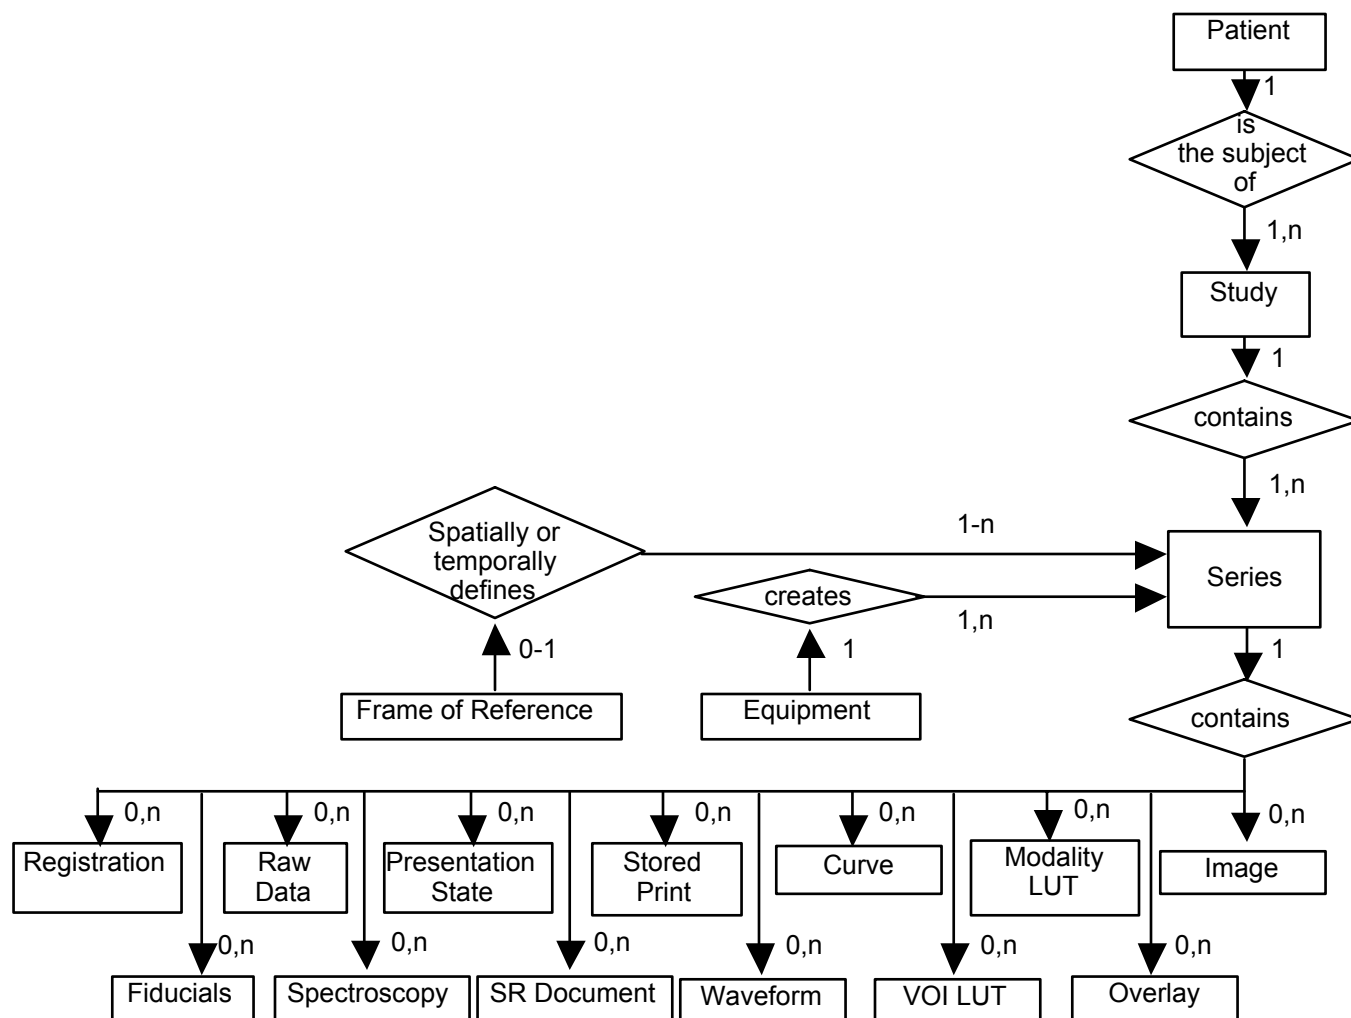 Patient
1
is
the subject
of
1,n
Study
1
contains
1,n
Spatially or
temporally
defines
1-n
creates
1,n
Series
0-1
1
1
Frame of Reference
Equipment
contains
0,n
0,n
0,n
0,n
0,n
0,n
0,n
Registration
Raw
Data
Presentation
State
Stored
Print
Curve
Modality
LUT
Image
0,n
0,n
0,n
0,n
0,n
0,n
Fiducials
Spectroscopy
SR Document
Waveform
VOI LUT
Overlay